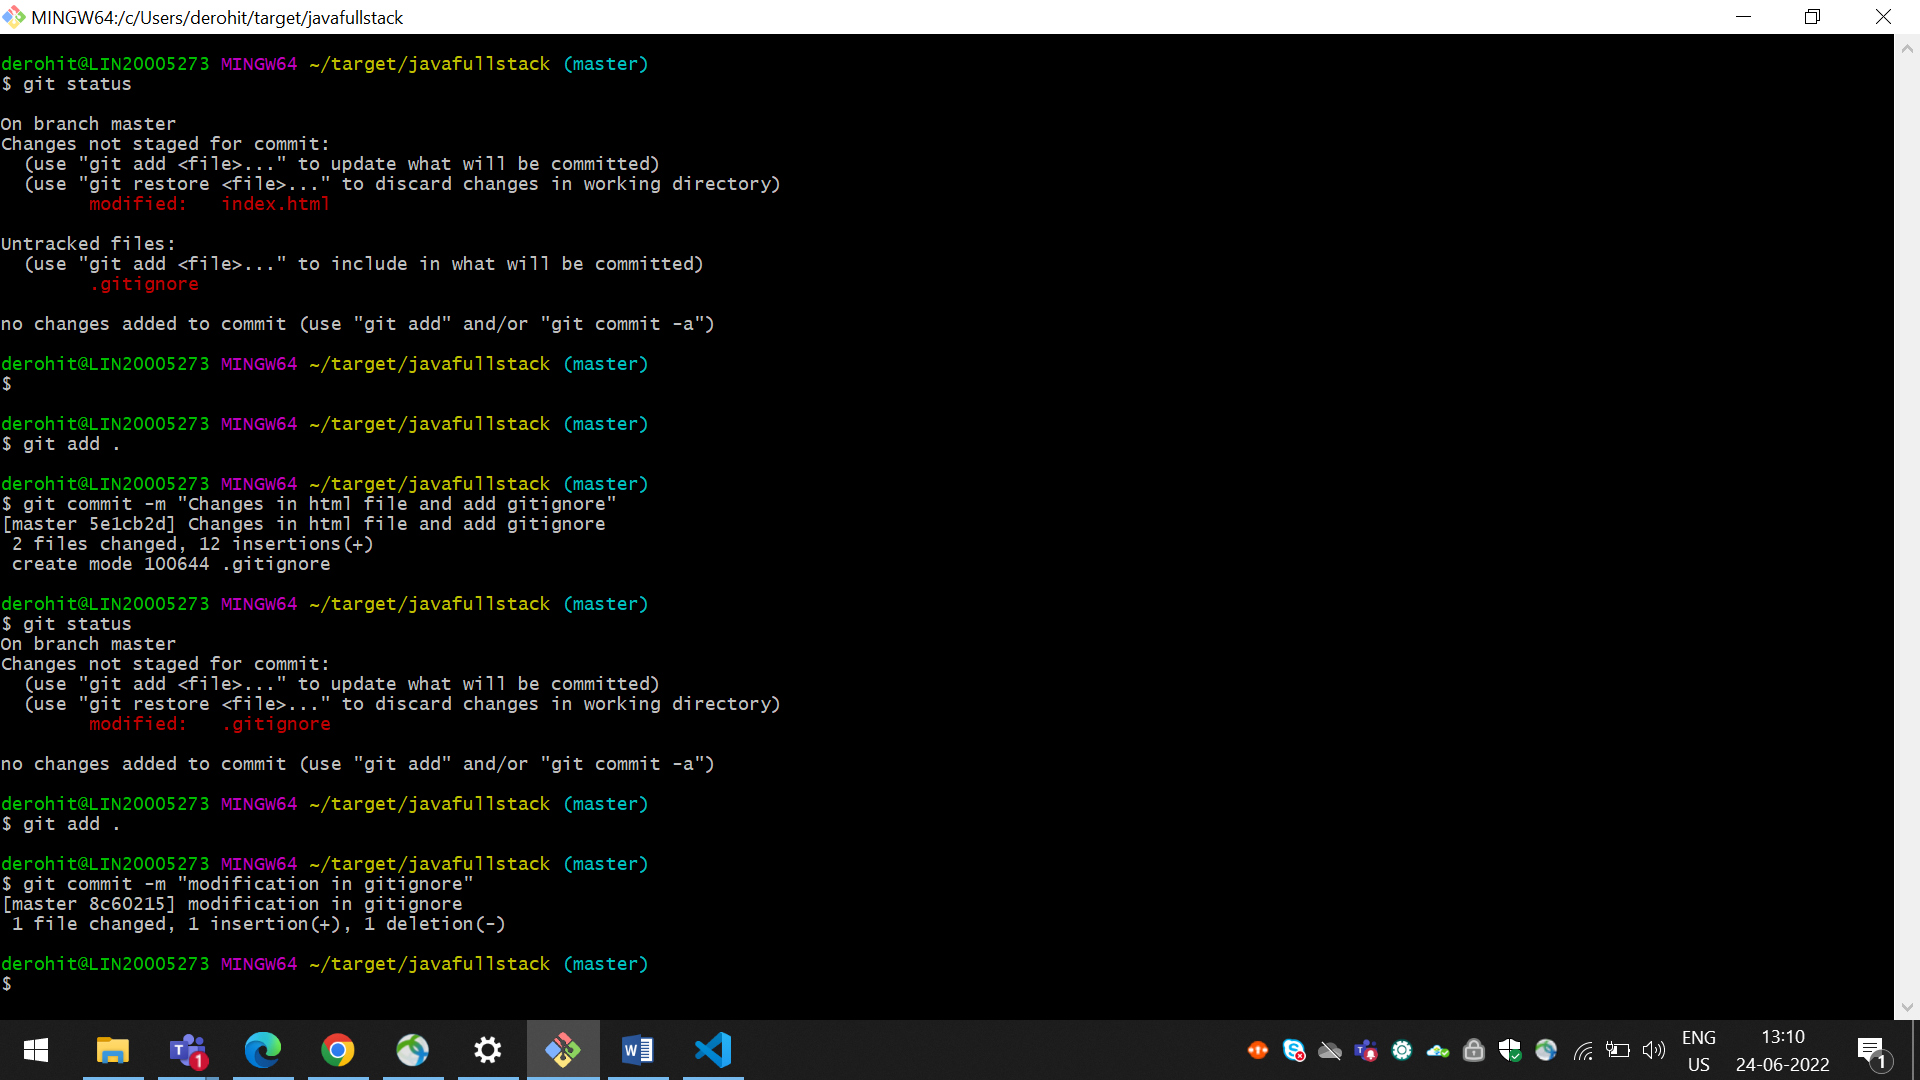 MINGW64:/c/Users/derohit/target/javafullstack
derohit@LIN20005273 MINGW64 ~/target/javafullstack (master)
$ git status
On branch master
Changes not staged for commit:
  (use "git add <file>..." to update what will be committed)
  (use "git restore <file>..." to discard changes in working directory)
        modified:   index.html
Untracked files:
  (use "git add <file>..." to include in what will be committed)
        .gitignore
no changes added to commit (use "git add" and/or "git commit -a")
derohit@LIN20005273 MINGW64 ~/target/javafullstack (master)
$
derohit@LIN20005273 MINGW64 ~/target/javafullstack (master)
$ git add .
derohit@LIN20005273 MINGW64 ~/target/javafullstack (master)
$ git commit -m "Changes in html file and add gitignore"
[master 5e1cb2d] Changes in html file and add gitignore
 2 files changed, 12 insertions(+)
 create mode 100644 .gitignore
derohit@LIN20005273 MINGW64 ~/target/javafullstack (master)
$ git status
On branch master
Changes not staged for commit:
  (use "git add <file>..." to update what will be committed)
  (use "git restore <file>..." to discard changes in working directory)
        modified:   .gitignore
no changes added to commit (use "git add" and/or "git commit -a")
derohit@LIN20005273 MINGW64 ~/target/javafullstack (master)
$ git add .
derohit@LIN20005273 MINGW64 ~/target/javafullstack (master)
$ git commit -m "modification in gitignore"
[master 8c60215] modification in gitignore
 1 file changed, 1 insertion(+), 1 deletion(-)
derohit@LIN20005273 MINGW64 ~/target/javafullstack (master)
$
ENG 13:10
US 24-06-2022
1
1